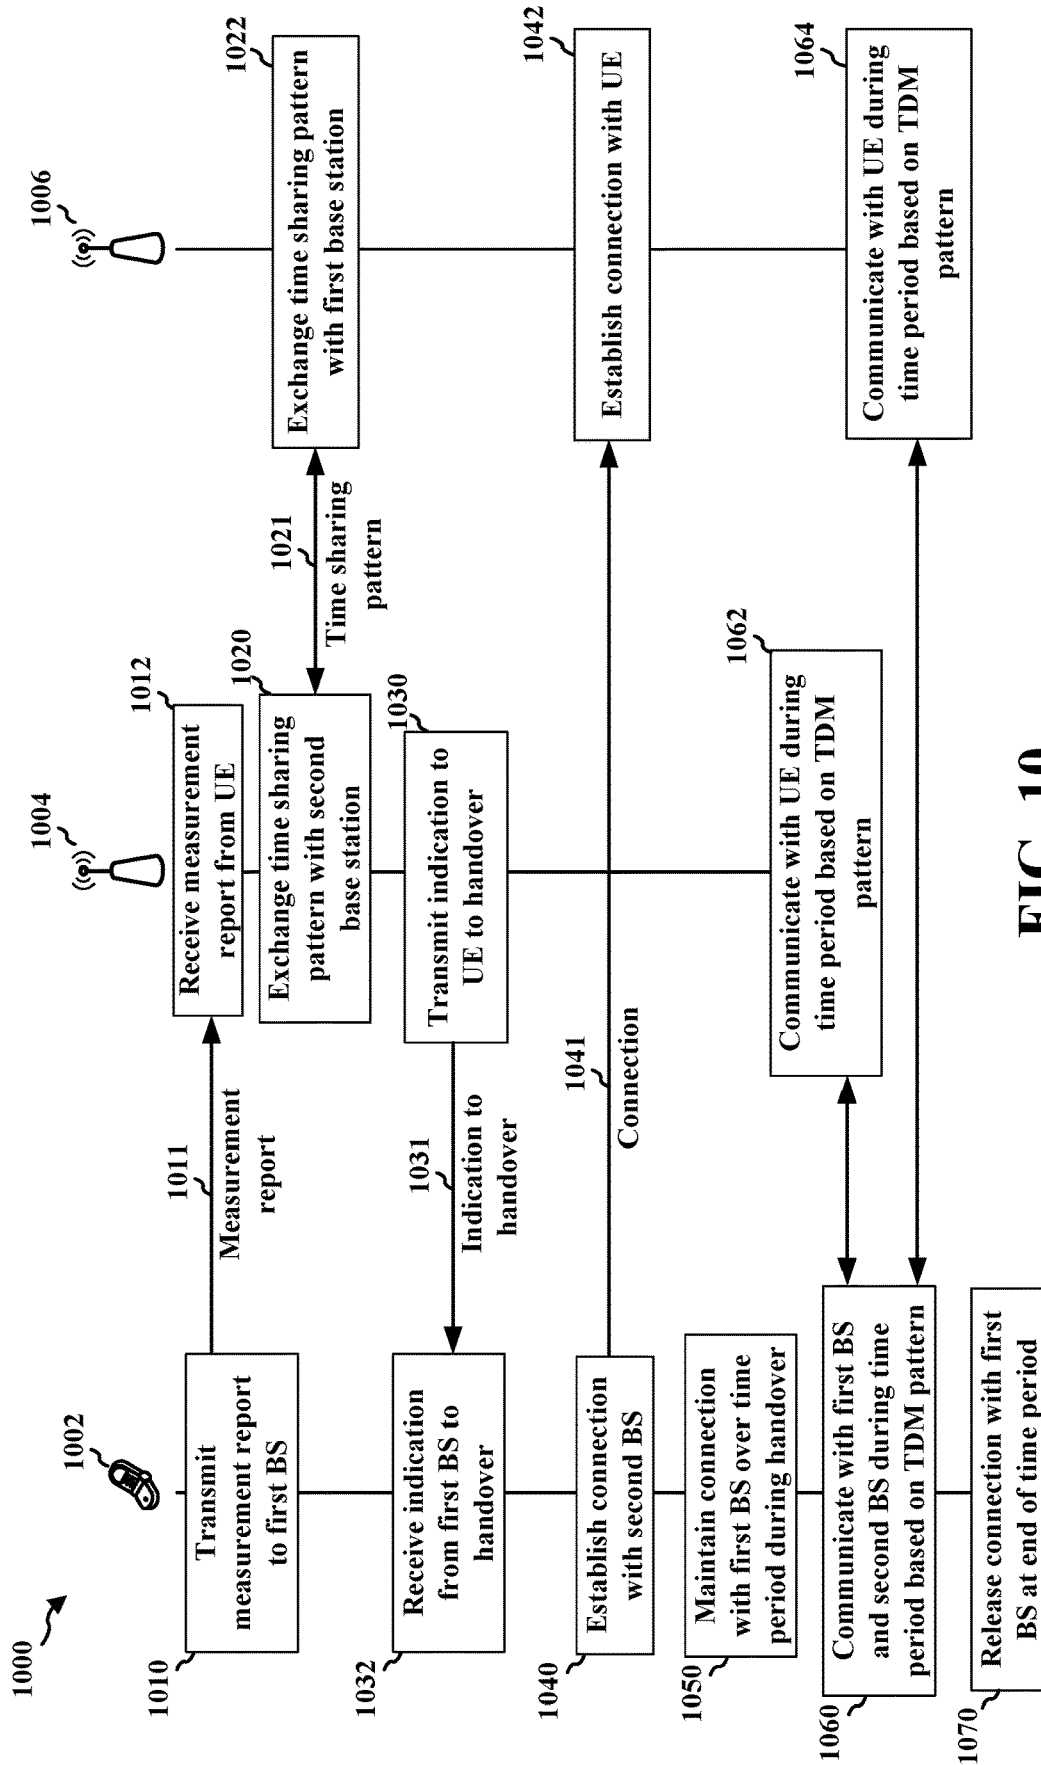 1000
1002
1004
1006
1010
Transmit
measurement report
to first BS
1011
Measurement
report
1012
Receive measurement
report from UE
1020
Exchange time sharing
pattern with second
base station
1021
Time sharing
pattern
1022
Exchange time sharing pattern
with first base station
1030
Transmit indication to
UE to handover
1031
Indication to
handover
1032
Receive indication
from first BS to
handover
1040
Establish connection
with second BS
1041
Connection
1042
Establish connection with UE
1050
Maintain connection
with first BS over time
period during handover
1060
Communicate with first BS
and second BS during time
period based on TDM pattern
1062
Communicate with UE during
time period based on TDM
pattern
1064
Communicate with UE during
time period based on TDM
pattern
1070
Release connection with first
BS at end of time period
FIG. 10